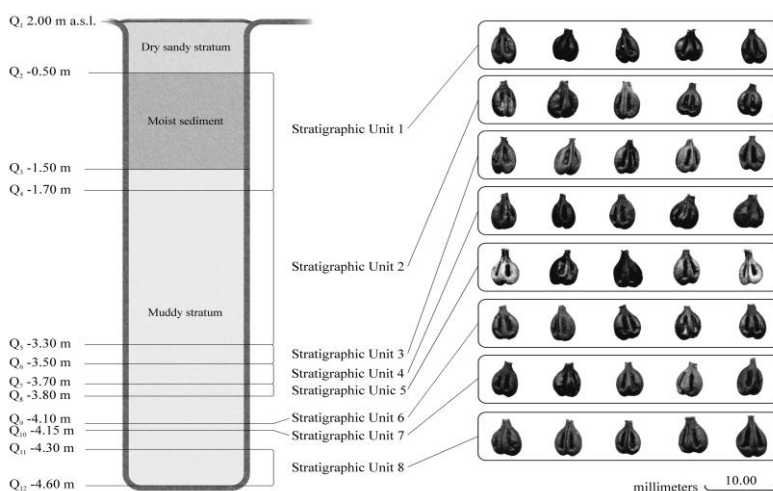 Q₁ 2.00 m a.s.l.
Dry sandy stratum
Q₂ -0.50 m
Moist sediment
Stratigraphic Unit 1
Q₃ -1.50 m
Q₄ -1.70 m
Stratigraphic Unit 2
Muddy stratum
Q₅ -3.30 m
Stratigraphic Unit 3
Q₆ -3.50 m
Stratigraphic Unit 4
Q₇ -3.70 m
Stratigraphic Unic 5
Q₈ -3.80 m
Q₉ -4.10 m
Stratigraphic Unit 6
Q₁₀ -4.15 m
Stratigraphic Unit 7
Q₁₁ -4.30 m
Stratigraphic Unit 8
Q₁₂ -4.60 m
millimeters 10.00